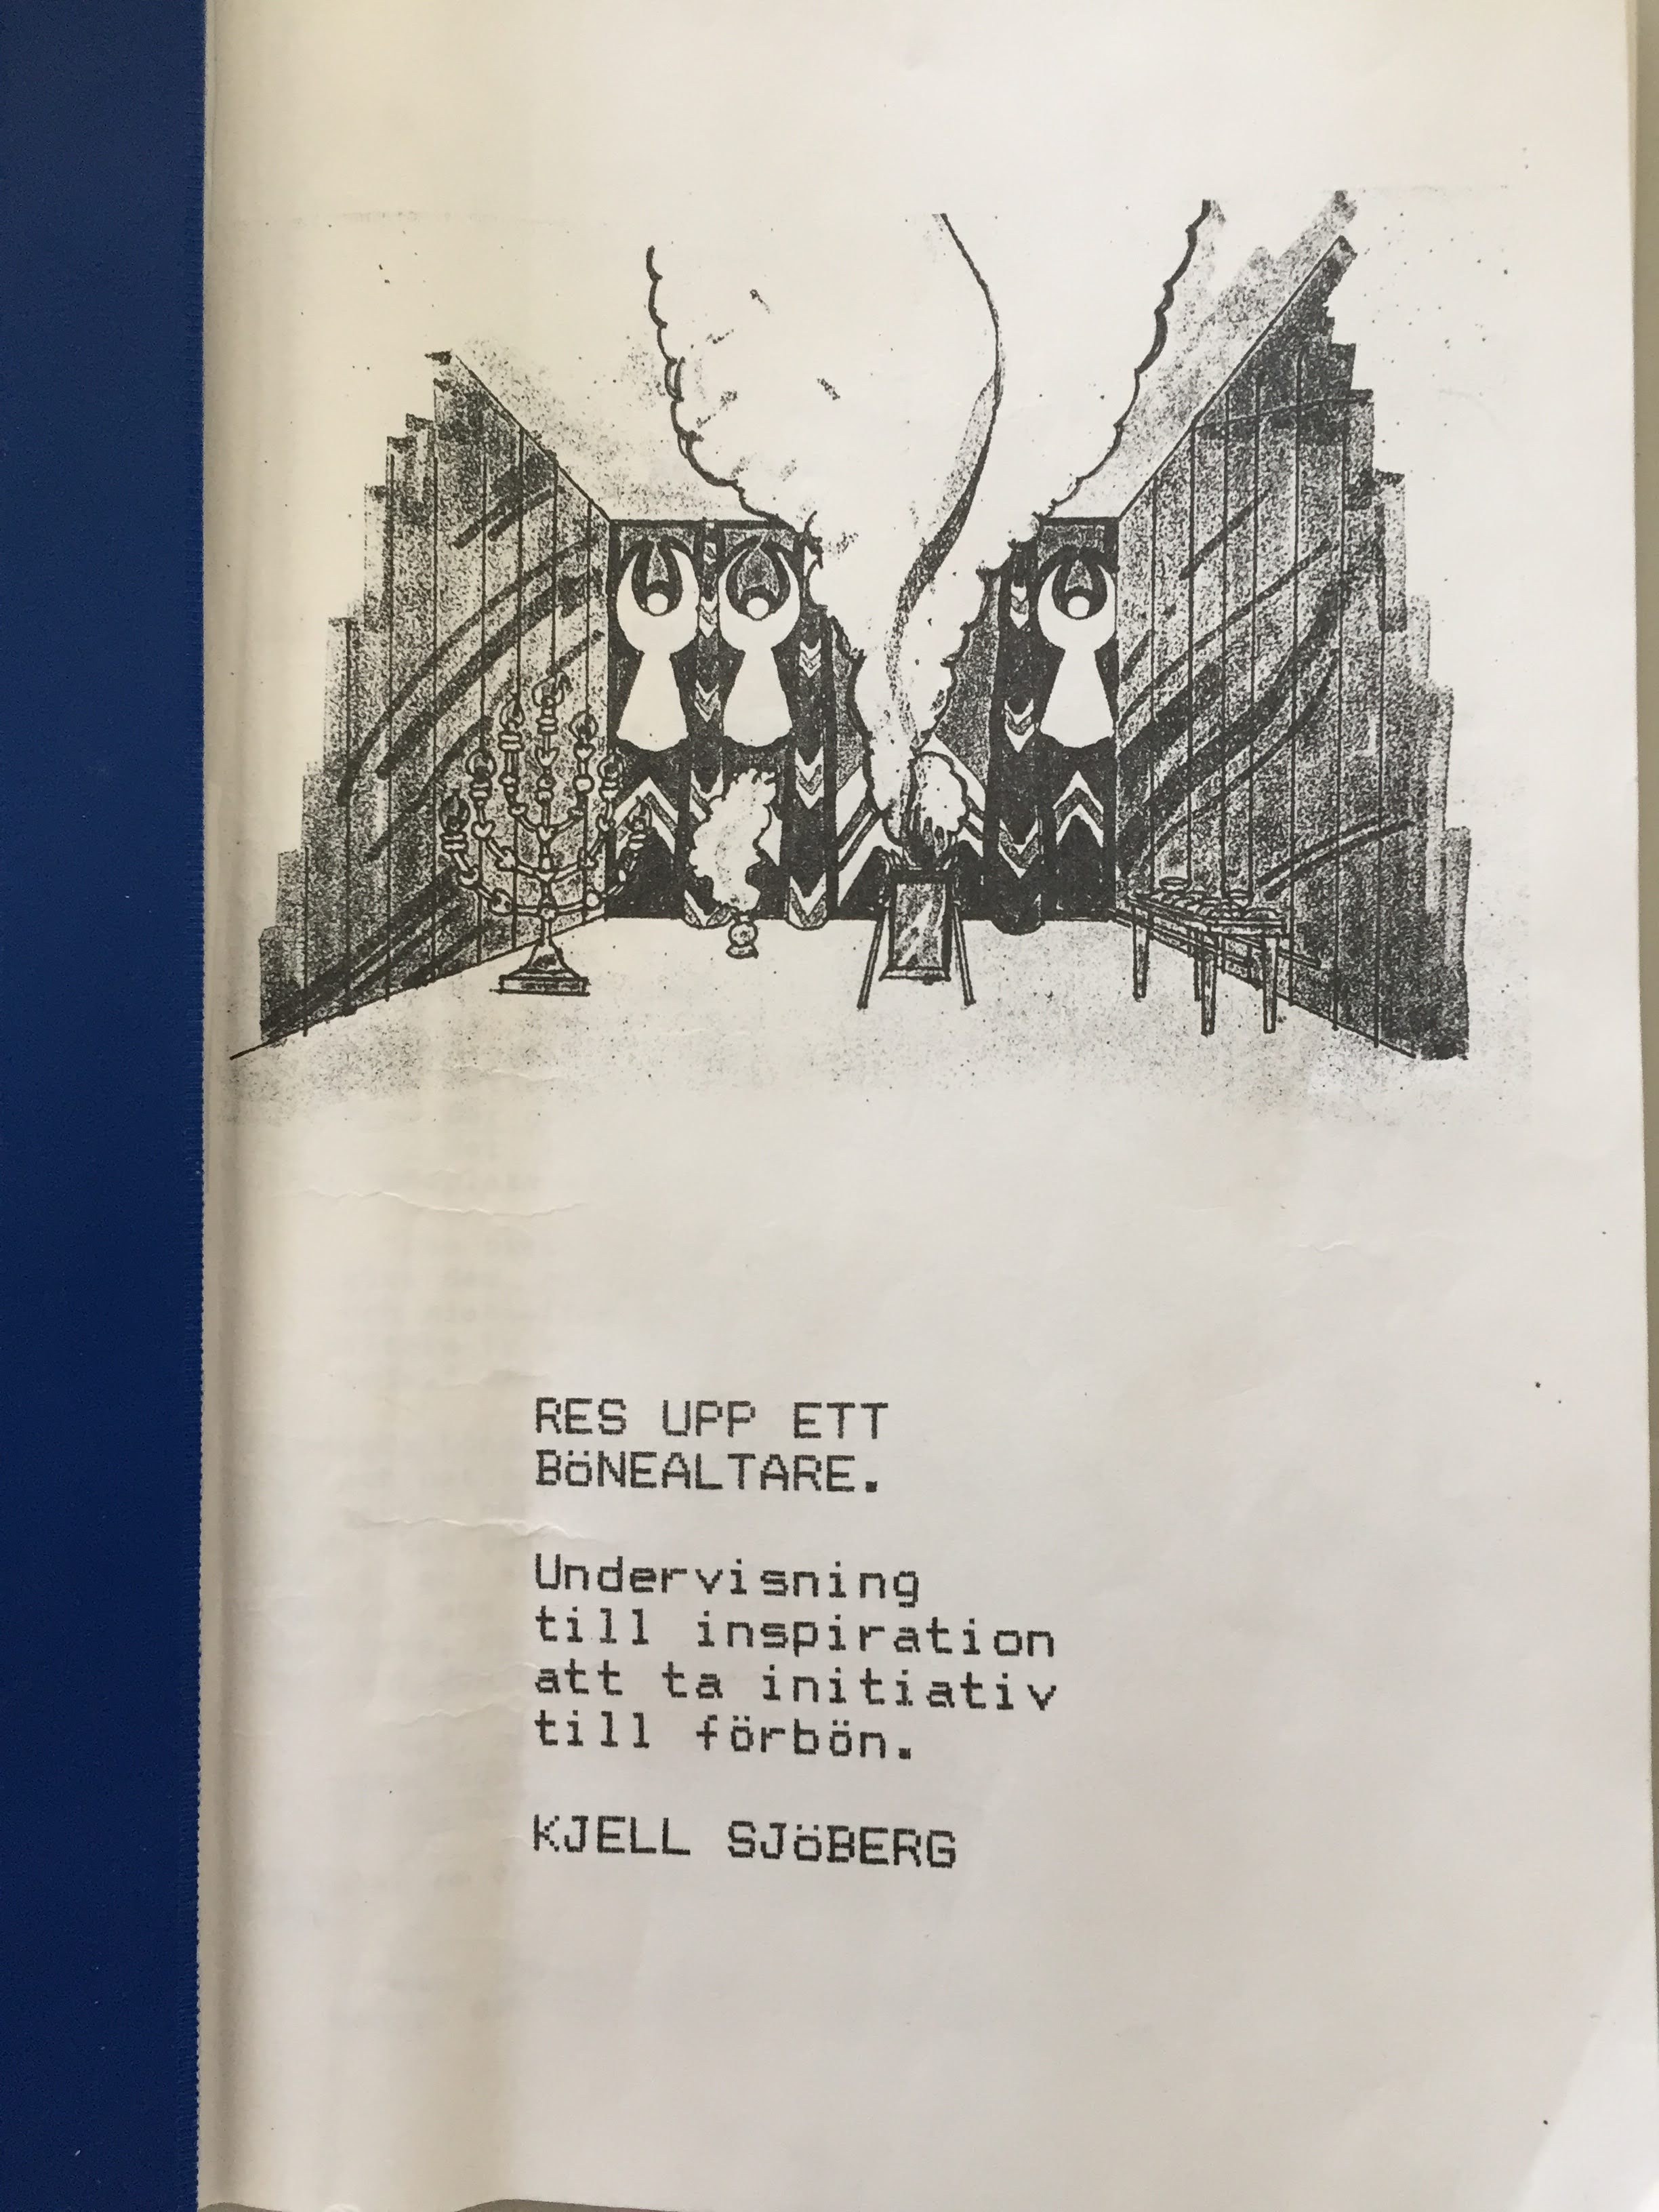 RES UPP ETT
BÖNEALTARE.
Undervisning
till inspiration
att ta initiativ
till förbön.
KJELL SJÖBERG